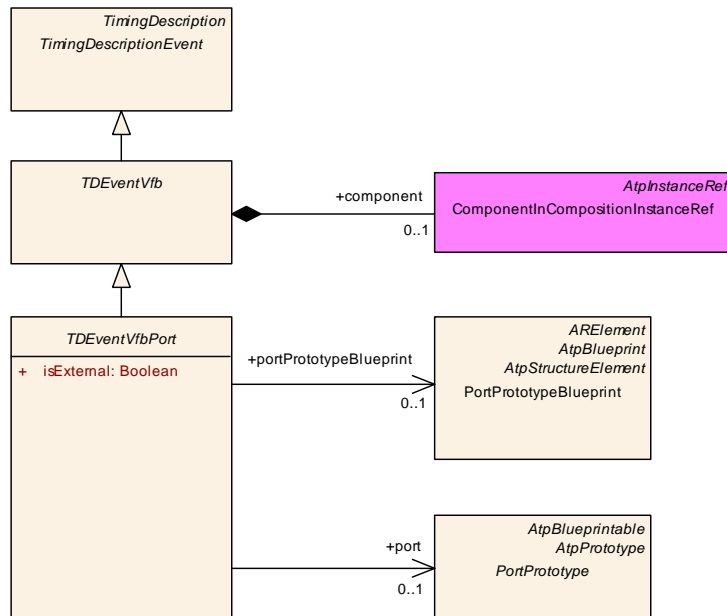 TimingDescription
TimingDescriptionEvent
TDEventVfb
+component
0..1
AtpInstanceRef
ComponentInCompositionInstanceRef
TDEventVfbPort
+ isExternal: Boolean
+portPrototypeBlueprint
0..1
ARElement
AtpBlueprint
AtpStructureElement
PortPrototypeBlueprint
+port
0..1
AtpBlueprintable
AtpPrototype
PortPrototype